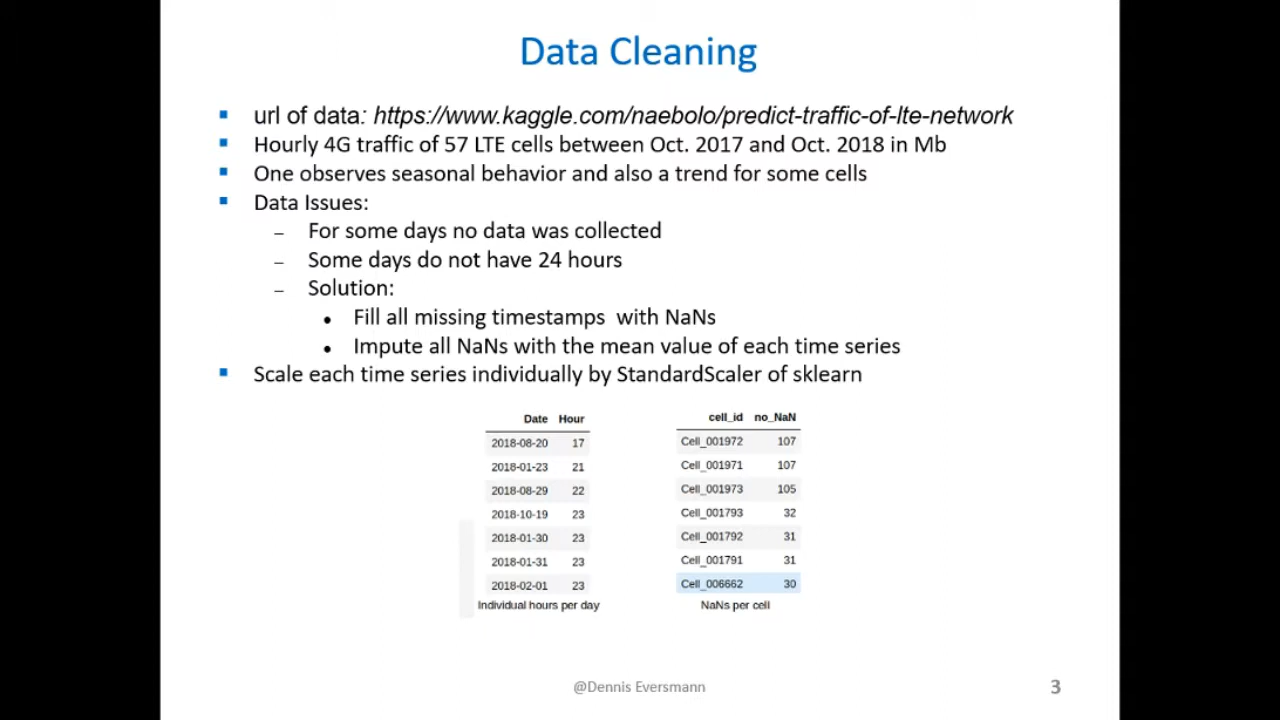 Data Cleaning
▪ url of data: https://www.kaggle.com/naebolo/predict-traffic-of-lte-network
▪ Hourly 4G traffic of 57 LTE cells between Oct. 2017 and Oct. 2018 in Mb
▪ One observes seasonal behavior and also a trend for some cells
▪ Data Issues:
– For some days no data was collected
– Some days do not have 24 hours
– Solution:
• Fill all missing timestamps with NaNs
• Impute all NaNs with the mean value of each time series
▪ Scale each time series individually by StandardScaler of sklearn
Date Hour
2018-08-20 17
2018-01-23 21
2018-08-29 22
2018-10-19 23
2018-01-30 23
2018-01-31 23
2018-02-01 23
Individual hours per day
cell_id no_NaN
Cell_001972 107
Cell_001971 107
Cell_001973 105
Cell_001793 32
Cell_001792 31
Cell_001791 31
Cell_006662 30
NaNs per cell
@Dennis Eversmann
3